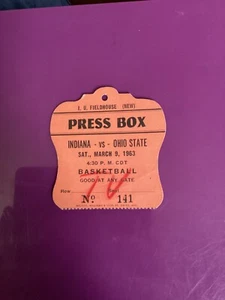 I. U. FIELDHOUSE (NEW)
PRESS BOX
INDIANA - VS - OHIO STATE
SAT., MARCH 9, 1963
4:30 P. M. CDT
BASKETBALL
GOOD AT ANY GATE
Row
No 141